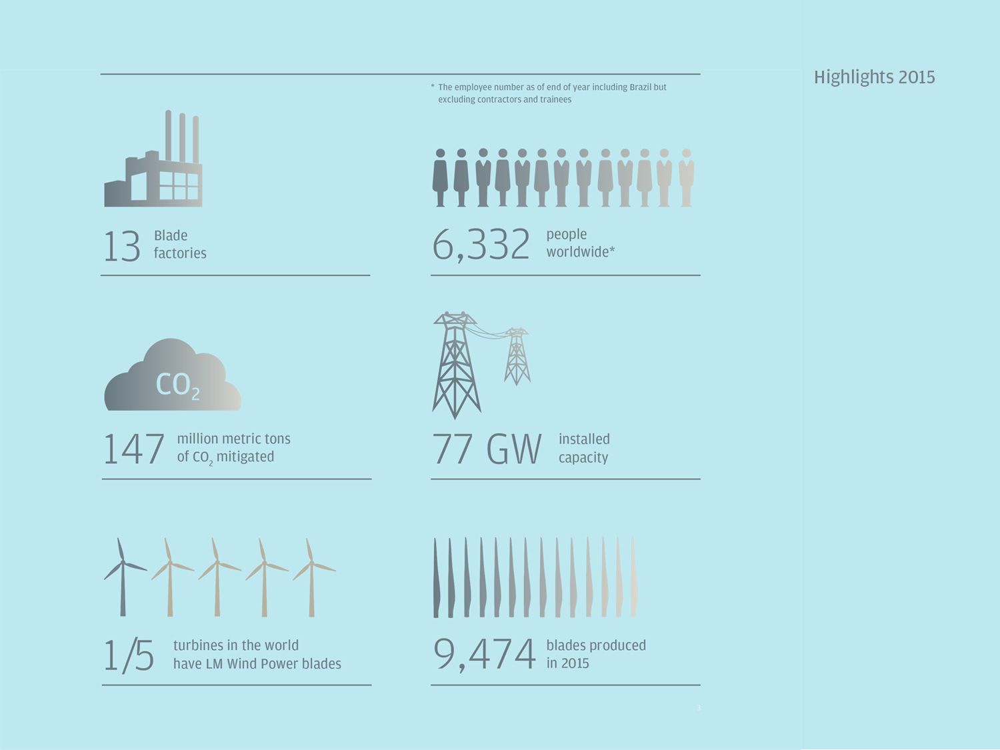 Highlights 2015
* The employee number as of end of year including Brazil but
excluding contractors and trainees
13 Blade
factories
6,332 people
worldwide*
CO2
147 million metric tons
of CO2 mitigated
77 GW installed
capacity
1/5 turbines in the world
have LM Wind Power blades
9,474 blades produced
in 2015
3